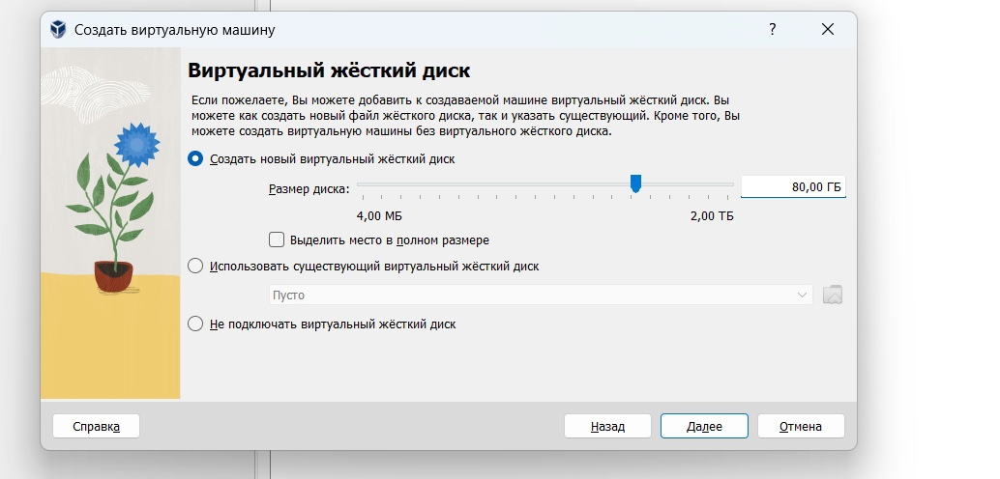 Создать виртуальную машину
?
Виртуальный жёсткий диск
Если пожелаете, Вы можете добавить к создаваемой машине виртуальный жёсткий диск. Вы
можете как создать новый файл жёсткого диска, так и указать существующий. Кроме того, Вы
можете создать виртуальную машины без виртуального жёсткого диска.
Создать новый виртуальный жёсткий диск
Размер диска:
80,00 ГБ
4,00 МБ
2,00 ТБ
Выделить место в полном размере
Использовать существующий виртуальный жёсткий диск
Пусто
Не подключать виртуальный жёсткий диск
Справка
Назад
Далее
Отмена